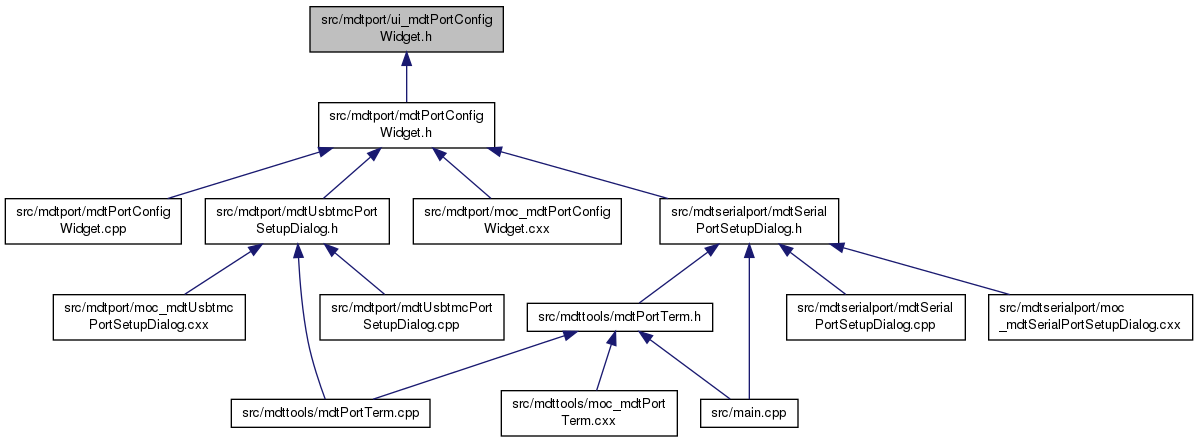 src/mdtport/ui_mdtPortConfig
Widget.h
src/mdtport/mdtPortConfig
Widget.h
src/mdtport/mdtPortConfig
Widget.cpp
src/mdtport/mdtUsbtmcPort
SetupDialog.h
src/mdtport/moc_mdtPortConfig
Widget.cxx
src/mdtserialport/mdtSerial
PortSetupDialog.h
src/mdtport/moc_mdtUsbtmc
PortSetupDialog.cxx
src/mdtport/mdtUsbtmcPort
SetupDialog.cpp
src/mdttools/mdtPortTerm.h
src/mdtserialport/mdtSerial
PortSetupDialog.cpp
src/mdtserialport/moc
_mdtSerialPortSetupDialog.cxx
src/mdttools/mdtPortTerm.cpp
src/mdttools/moc_mdtPort
Term.cxx
src/main.cpp